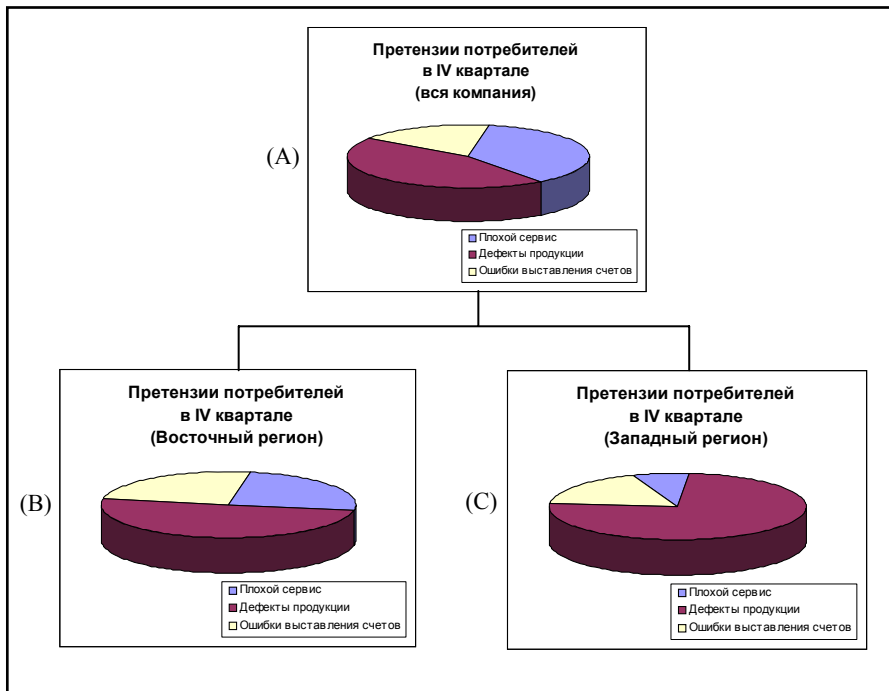 Претензии потребителей
в IV квартале
(вся компания)
(A)
Плохой сервис
Дефекты продукции
Ошибки выставления счетов
Претензии потребителей
в IV квартале
(Восточный регион)
(B)
Плохой сервис
Дефекты продукции
Ошибки выставления счетов
Претензии потребителей
в IV квартале
(Западный регион)
(C)
Плохой сервис
Дефекты продукции
Ошибки выставления счетов